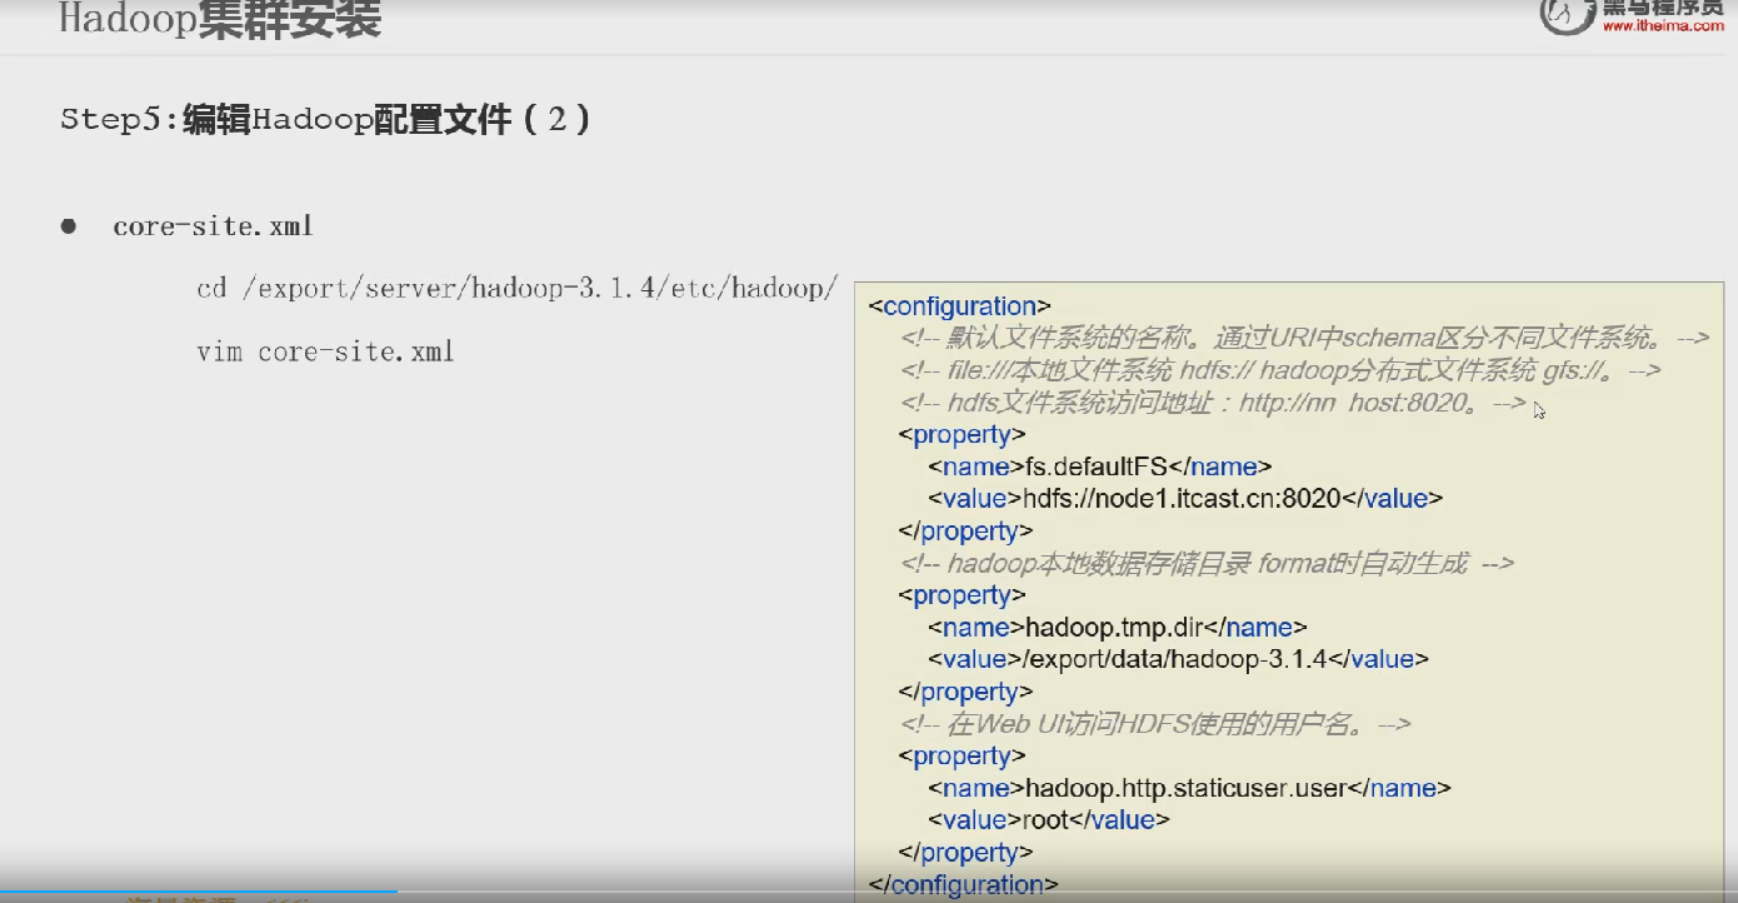 Hadoop集群安装
黑马程序员
www.itheima.com
Step5:编辑Hadoop配置文件（2）
● core-site.xml
cd /export/server/hadoop-3.1.4/etc/hadoop/
vim core-site.xml
<configuration>
<!-- 默认文件系统的名称。通过URI中schema区分不同文件系统。-->
<!-- file:///本地文件系统 hdfs:// hadoop分布式文件系统 gfs://。-->
<!-- hdfs文件系统访问地址：http://nn_host:8020。-->
<property>
<name>fs.defaultFS</name>
<value>hdfs://node1.itcast.cn:8020</value>
</property>
<!-- hadoop本地数据存储目录 format时自动生成 -->
<property>
<name>hadoop.tmp.dir</name>
<value>/export/data/hadoop-3.1.4</value>
</property>
<!-- 在Web UI访问HDFS使用的用户名。-->
<property>
<name>hadoop.http.staticuser.user</name>
<value>root</value>
</property>
</configuration>